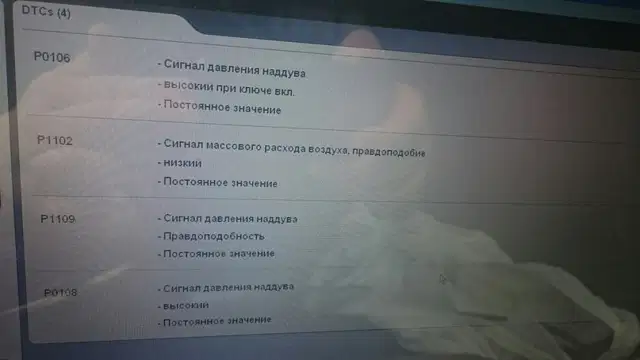 DTCs (4)
P0106
- Сигнал давления наддува
- высокий при ключе вкл.
- Постоянное значение
P1102
- Сигнал массового расхода воздуха, правдоподобие
- низкий
- Постоянное значение
P1109
- Сигнал давления наддува
- Правдоподобность
- Постоянное значение
P0108
- Сигнал давления наддува
- высокий
- Постоянное значение